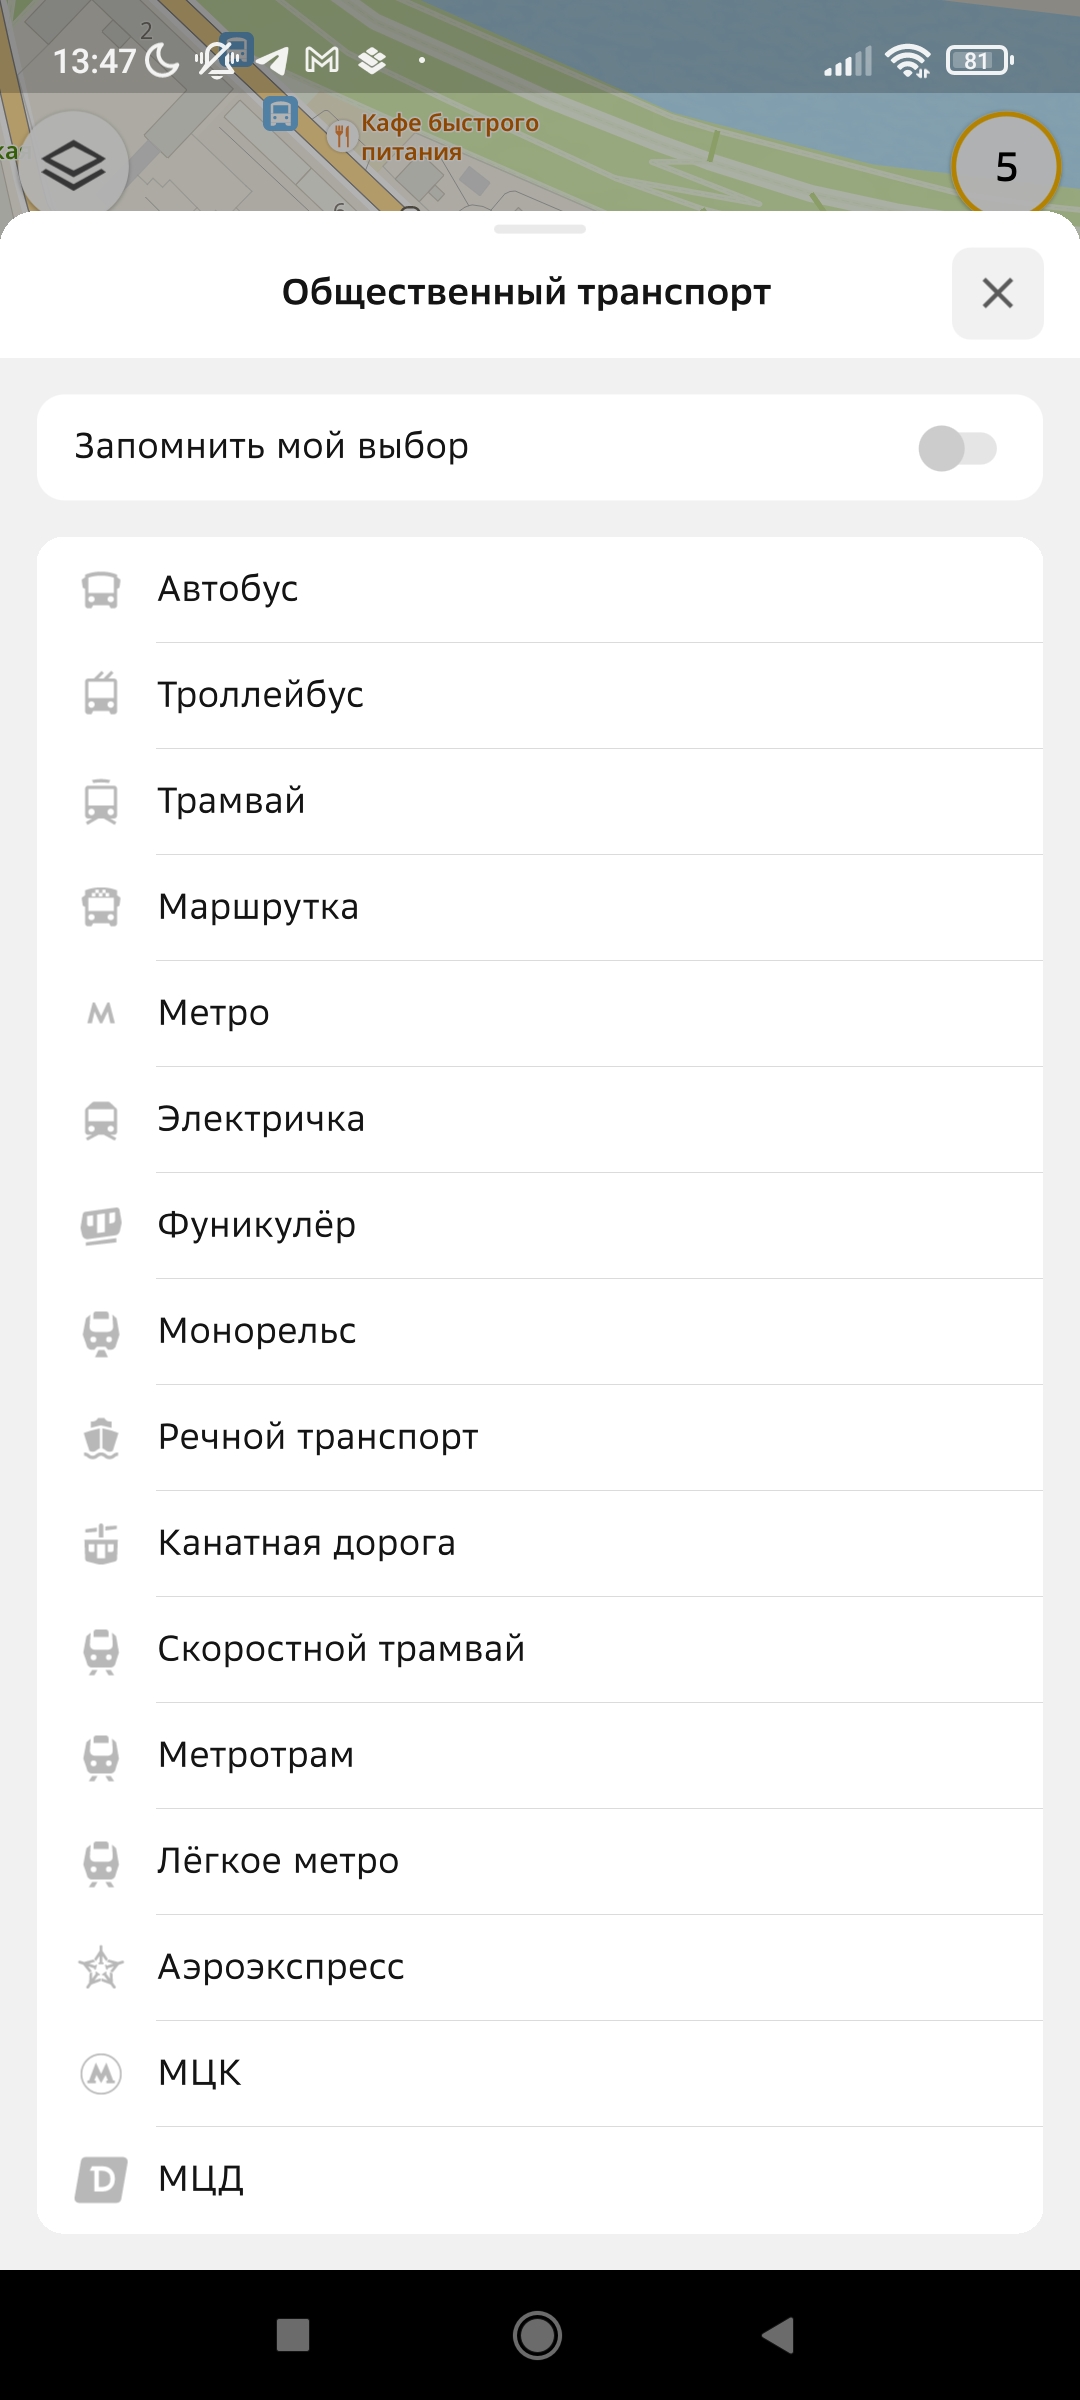 2
13:47
81
Кафе быстрого
питания
5
Общественный транспорт
Запомнить мой выбор
Автобус
Троллейбус
Трамвай
Маршрутка
М Метро
Электричка
Фуникулёр
Монорельс
Речной транспорт
Канатная дорога
Скоростной трамвай
Метротрам
Лёгкое метро
Аэроэкспресс
М МЦК
D МЦД